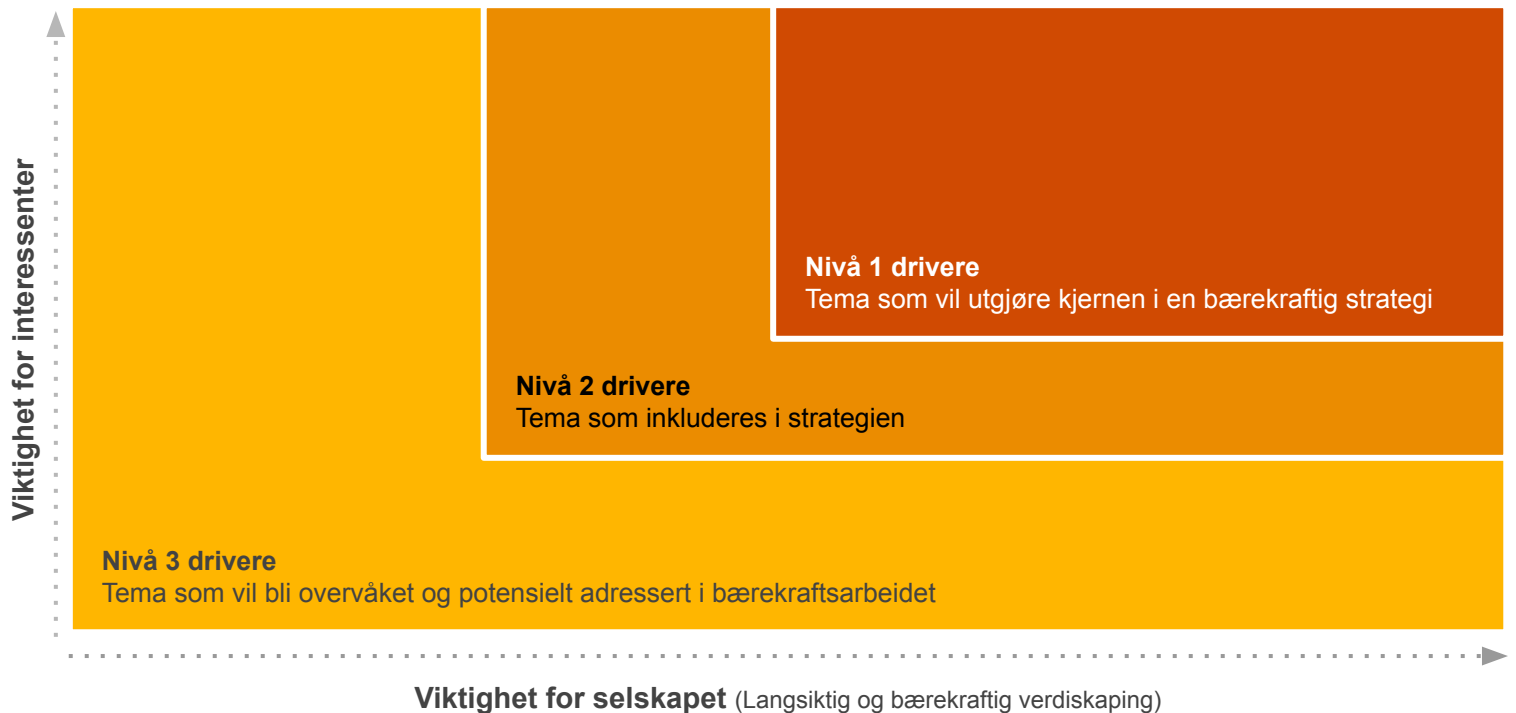 Viktighet for interessenter
Nivå 1 drivere
Tema som vil utgjøre kjernen i en bærekraftig strategi
Nivå 2 drivere
Tema som inkluderes i strategien
Nivå 3 drivere
Tema som vil bli overvåket og potensielt adressert i bærekraftsarbeidet
Viktighet for selskapet (Langsiktig og bærekraftig verdiskaping)